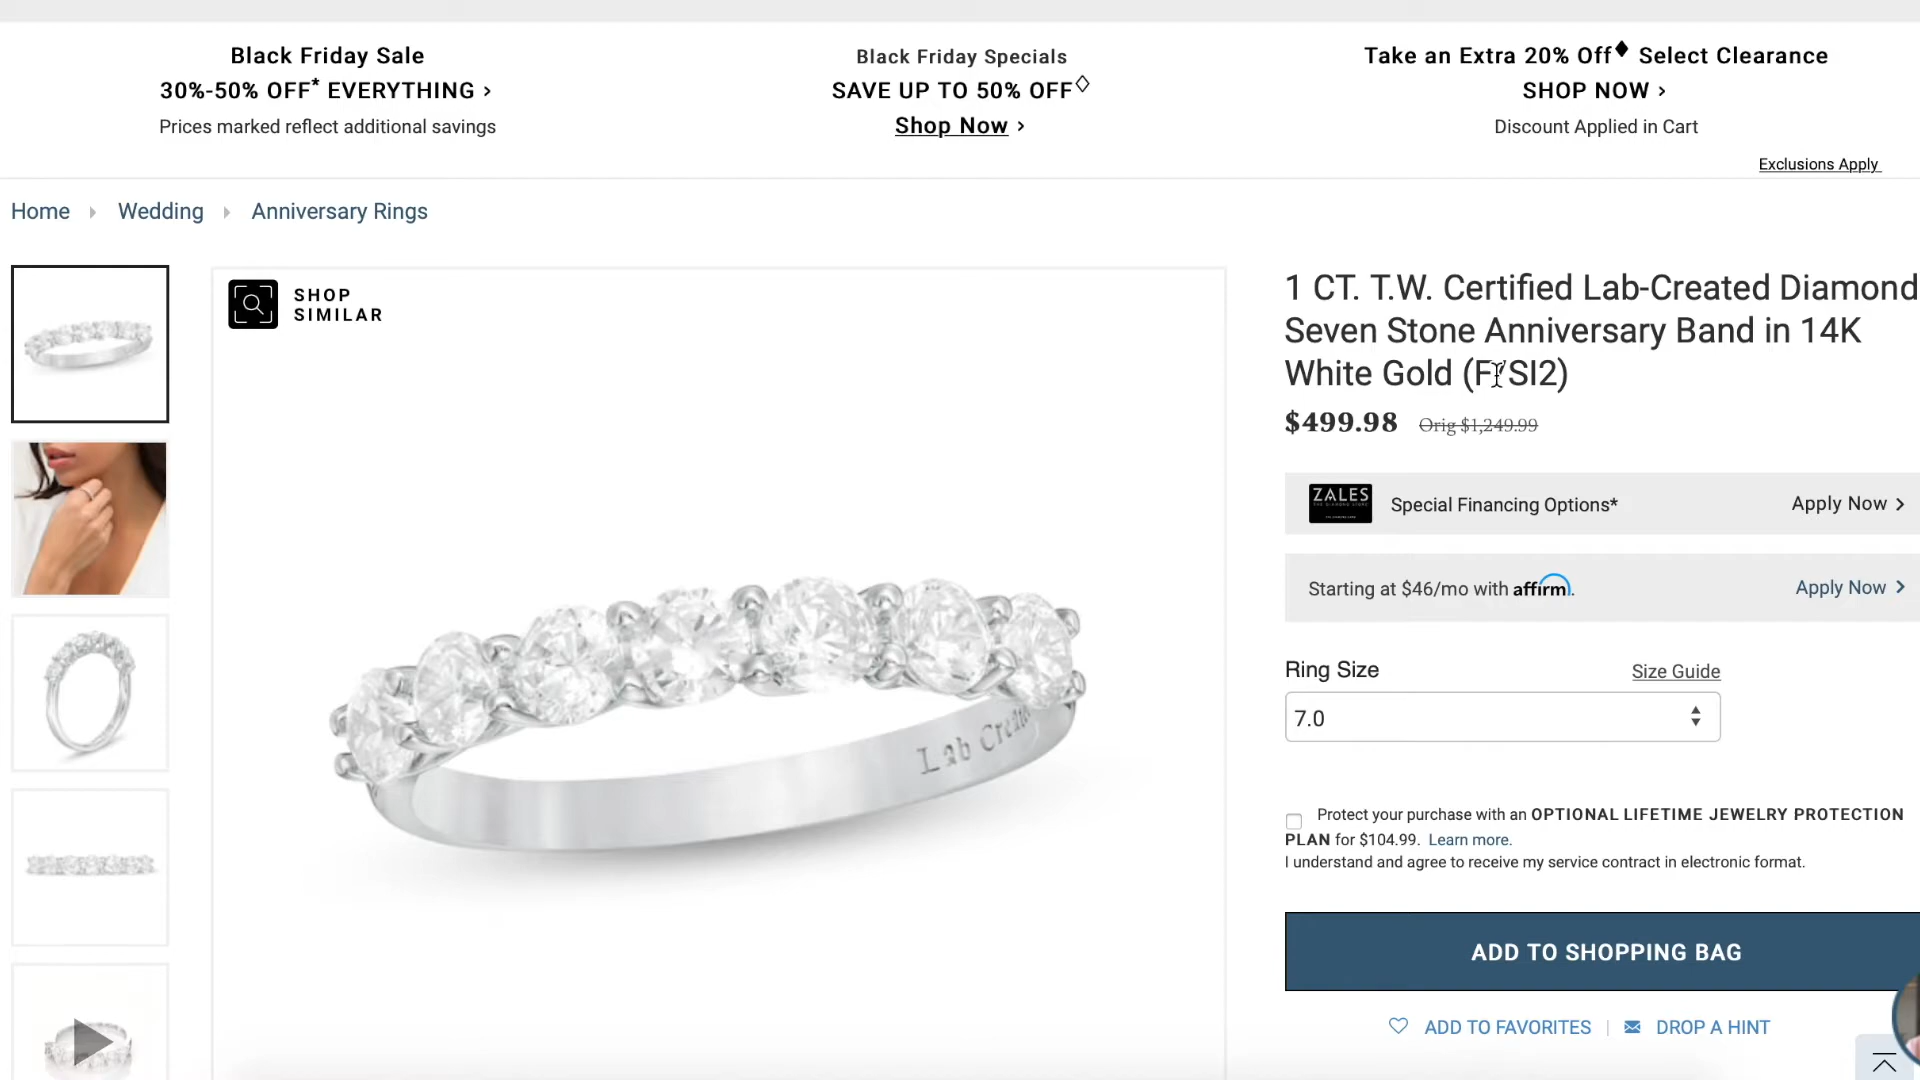 Black Friday Sale
30%-50% OFF* EVERYTHING ›
Prices marked reflect additional savings
Black Friday Specials
SAVE UP TO 50% OFF◊
Shop Now ›
Take an Extra 20% Off♦ Select Clearance
SHOP NOW ›
Discount Applied in Cart
Exclusions Apply
Home
Wedding
Anniversary Rings
SHOP
SIMILAR
Lab Create
1 CT. T.W. Certified Lab-Created Diamond
Seven Stone Anniversary Band in 14K
White Gold (F/SI2)
$499.98 Orig $1,249.99
ZALES
Special Financing Options*
Apply Now ›
Starting at $46/mo with affirm.
Apply Now ›
Ring Size
Size Guide
7.0
Protect your purchase with an OPTIONAL LIFETIME JEWELRY PROTECTION
PLAN for $104.99. Learn more.
I understand and agree to receive my service contract in electronic format.
ADD TO SHOPPING BAG
ADD TO FAVORITES | DROP A HINT